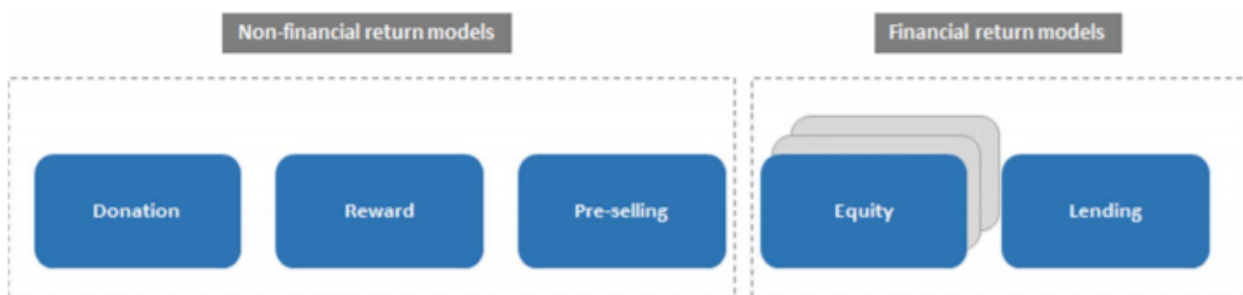 Non-financial return models
Financial return models
Donation
Reward
Pre-selling
Equity
Lending